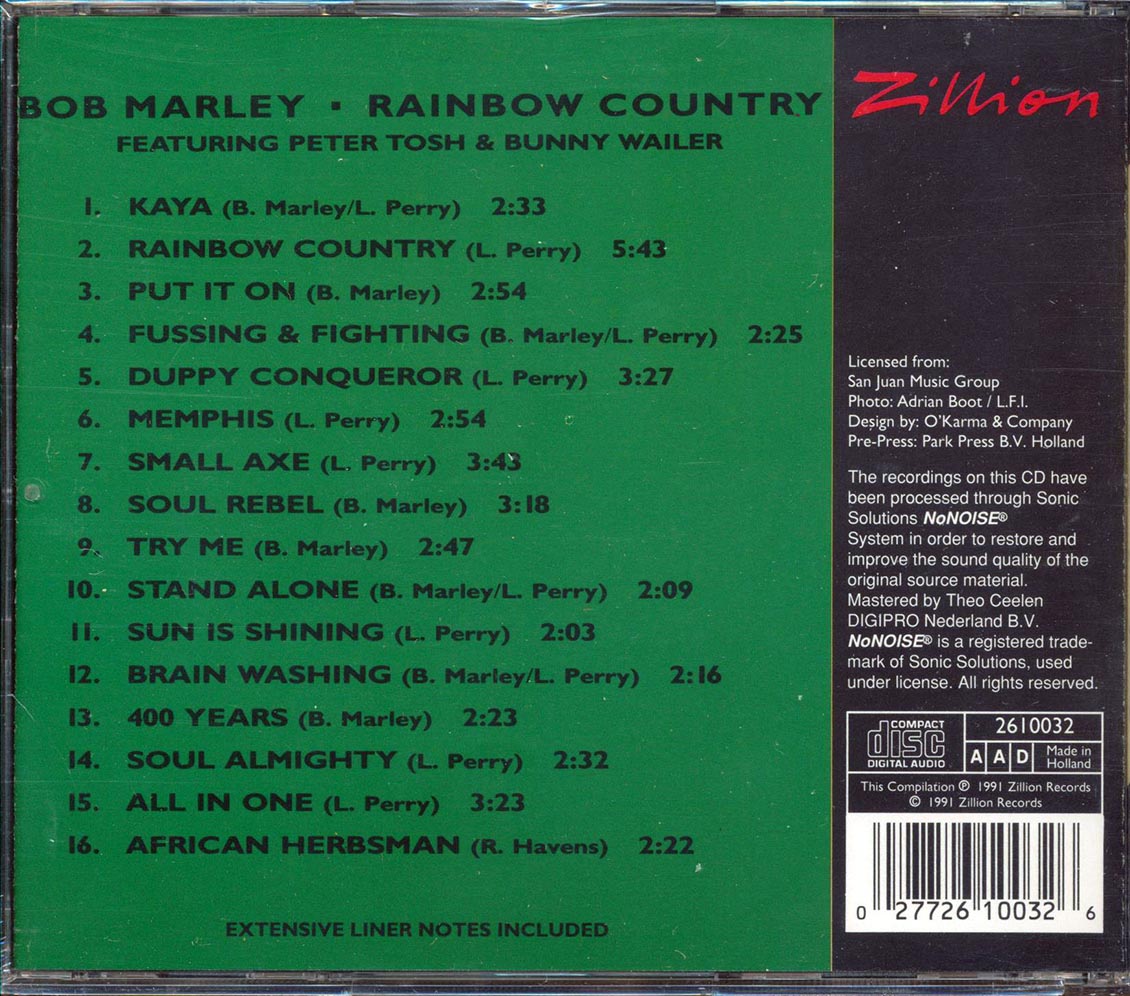 BOB MARLEY · RAINBOW COUNTRY
FEATURING PETER TOSH & BUNNY WAILER
1. KAYA (B. Marley/L. Perry) 2:33
2. RAINBOW COUNTRY (L. Perry) 5:43
3. PUT IT ON (B. Marley) 2:54
4. FUSSING & FIGHTING (B. Marley/L. Perry) 2:25
5. DUPPY CONQUEROR (L. Perry) 3:27
6. MEMPHIS (L. Perry) 2:54
7. SMALL AXE (L. Perry) 3:43
8. SOUL REBEL (B. Marley) 3:18
9. TRY ME (B. Marley) 2:47
10. STAND ALONE (B. Marley/L. Perry) 2:09
11. SUN IS SHINING (L. Perry) 2:03
12. BRAIN WASHING (B. Marley/L. Perry) 2:16
13. 400 YEARS (B. Marley) 2:23
14. SOUL ALMIGHTY (L. Perry) 2:32
15. ALL IN ONE (L. Perry) 3:23
16. AFRICAN HERBSMAN (R. Havens) 2:22
EXTENSIVE LINER NOTES INCLUDED
Zillion
Licensed from:
San Juan Music Group
Photo: Adrian Boot / L.F.I.
Design by: O'Karma & Company
Pre-Press: Park Press B.V. Holland
The recordings on this CD have
been processed through Sonic
Solutions NoNOISE®
System in order to restore and
improve the sound quality of the
original source material.
Mastered by Theo Ceelen
DIGIPRO Nederland B.V.
NoNOISE® is a registered trade-
mark of Sonic Solutions, used
under license. All rights reserved.
COMPACT
disc
DIGITAL AUDIO
2610032
A A D
Made in
Holland
This Compilation ℗ 1991 Zillion Records
© 1991 Zillion Records
0 27726 10032 6